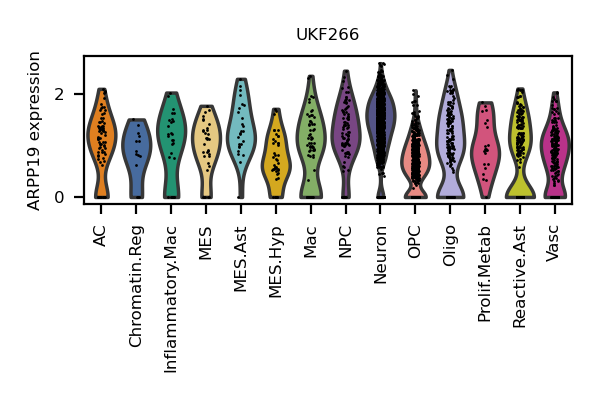 UKF266
ARPP19 expression
2
0
AC
Chromatin.Reg
Inflammatory.Mac
MES
MES.Ast
MES.Hyp
Mac
NPC
Neuron
OPC
Oligo
Prolif.Metab
Reactive.Ast
Vasc